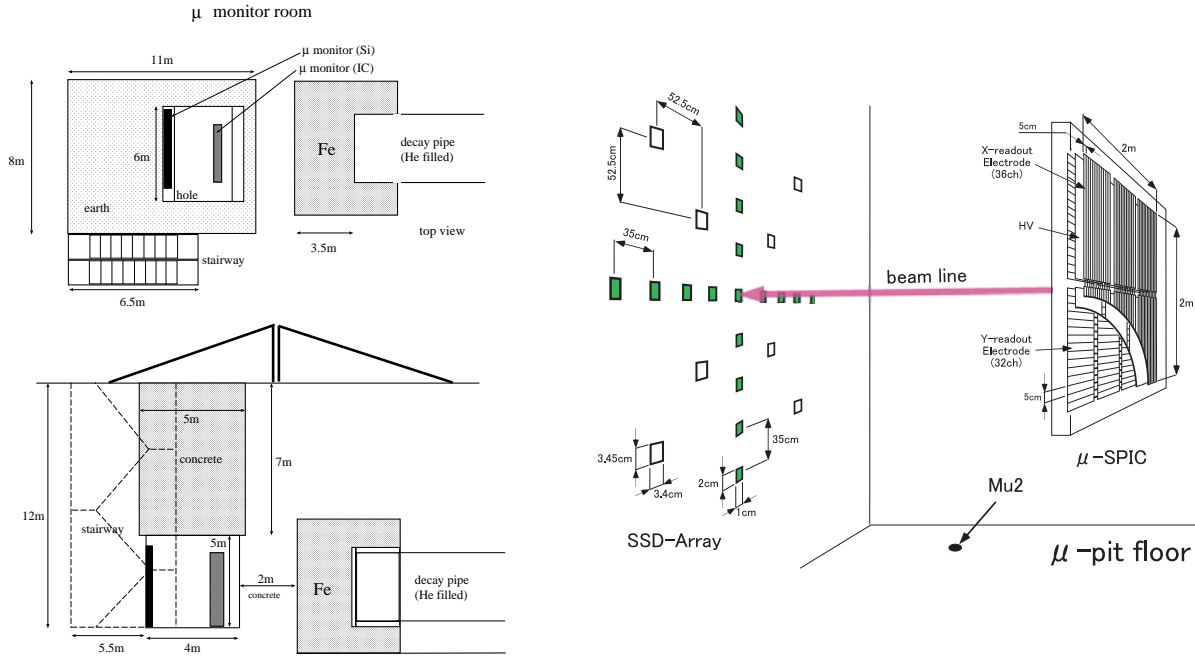 μ monitor room
11m
μ monitor (Si)
μ monitor (IC)
8m
6m
hole
earth
Fe
decay pipe
(He filled)
3.5m
top view
stairway
6.5m
5m
concrete
7m
12m
stairway
5m
2m
concrete
Fe
decay pipe
(He filled)
5.5m
4m
52.5cm
52.5cm
35cm
beam line
35cm
3.45cm
3.4cm
2cm
1cm
SSD-Array
5cm
2m
X-readout
Electrode
(36ch)
HV
2m
Y-readout
Electrode
(32ch)
5cm
μ-SPIC
Mu2
μ-pit floor